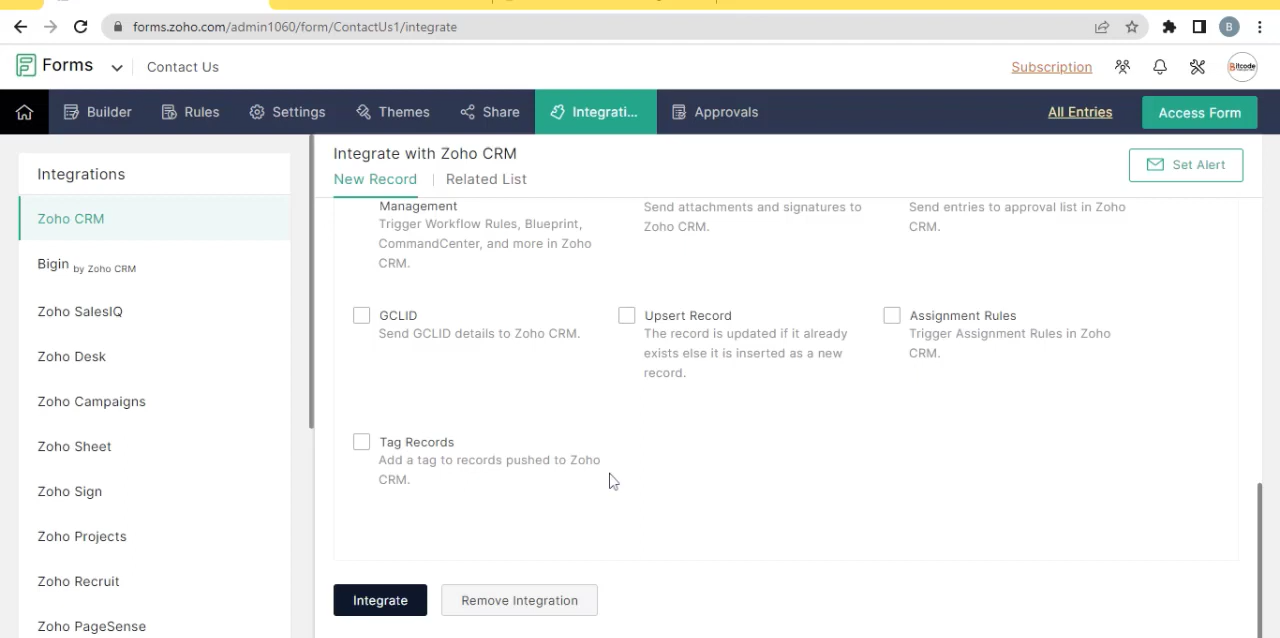 forms.zoho.com/admin1060/form/ContactUs1/integrate
B
Forms
Contact Us
Subscription
Bitcode
Builder
Rules
Settings
Themes
Share
Integrati...
Approvals
All Entries
Access Form
Integrations
Zoho CRM
Bigin by Zoho CRM
Zoho SalesIQ
Zoho Desk
Zoho Campaigns
Zoho Sheet
Zoho Sign
Zoho Projects
Zoho Recruit
Zoho PageSense
Integrate with Zoho CRM
New Record
Related List
Set Alert
Management
Trigger Workflow Rules, Blueprint,
CommandCenter, and more in Zoho
CRM.
Send attachments and signatures to
Zoho CRM.
Send entries to approval list in Zoho
CRM.
GCLID
Send GCLID details to Zoho CRM.
Upsert Record
The record is updated if it already
exists else it is inserted as a new
record.
Assignment Rules
Trigger Assignment Rules in Zoho
CRM.
Tag Records
Add a tag to records pushed to Zoho
CRM.
Integrate
Remove Integration